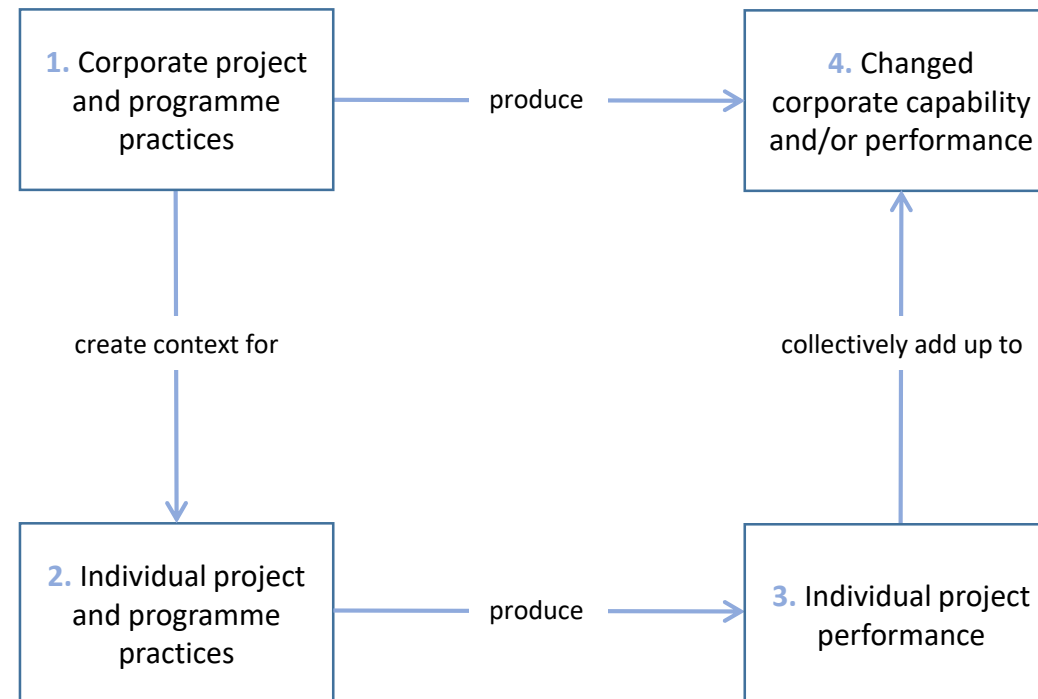 1. Corporate project
and programme
practices
produce
4. Changed
corporate capability
and/or performance
create context for
collectively add up to
2. Individual project
and programme
practices
produce
3. Individual project
performance